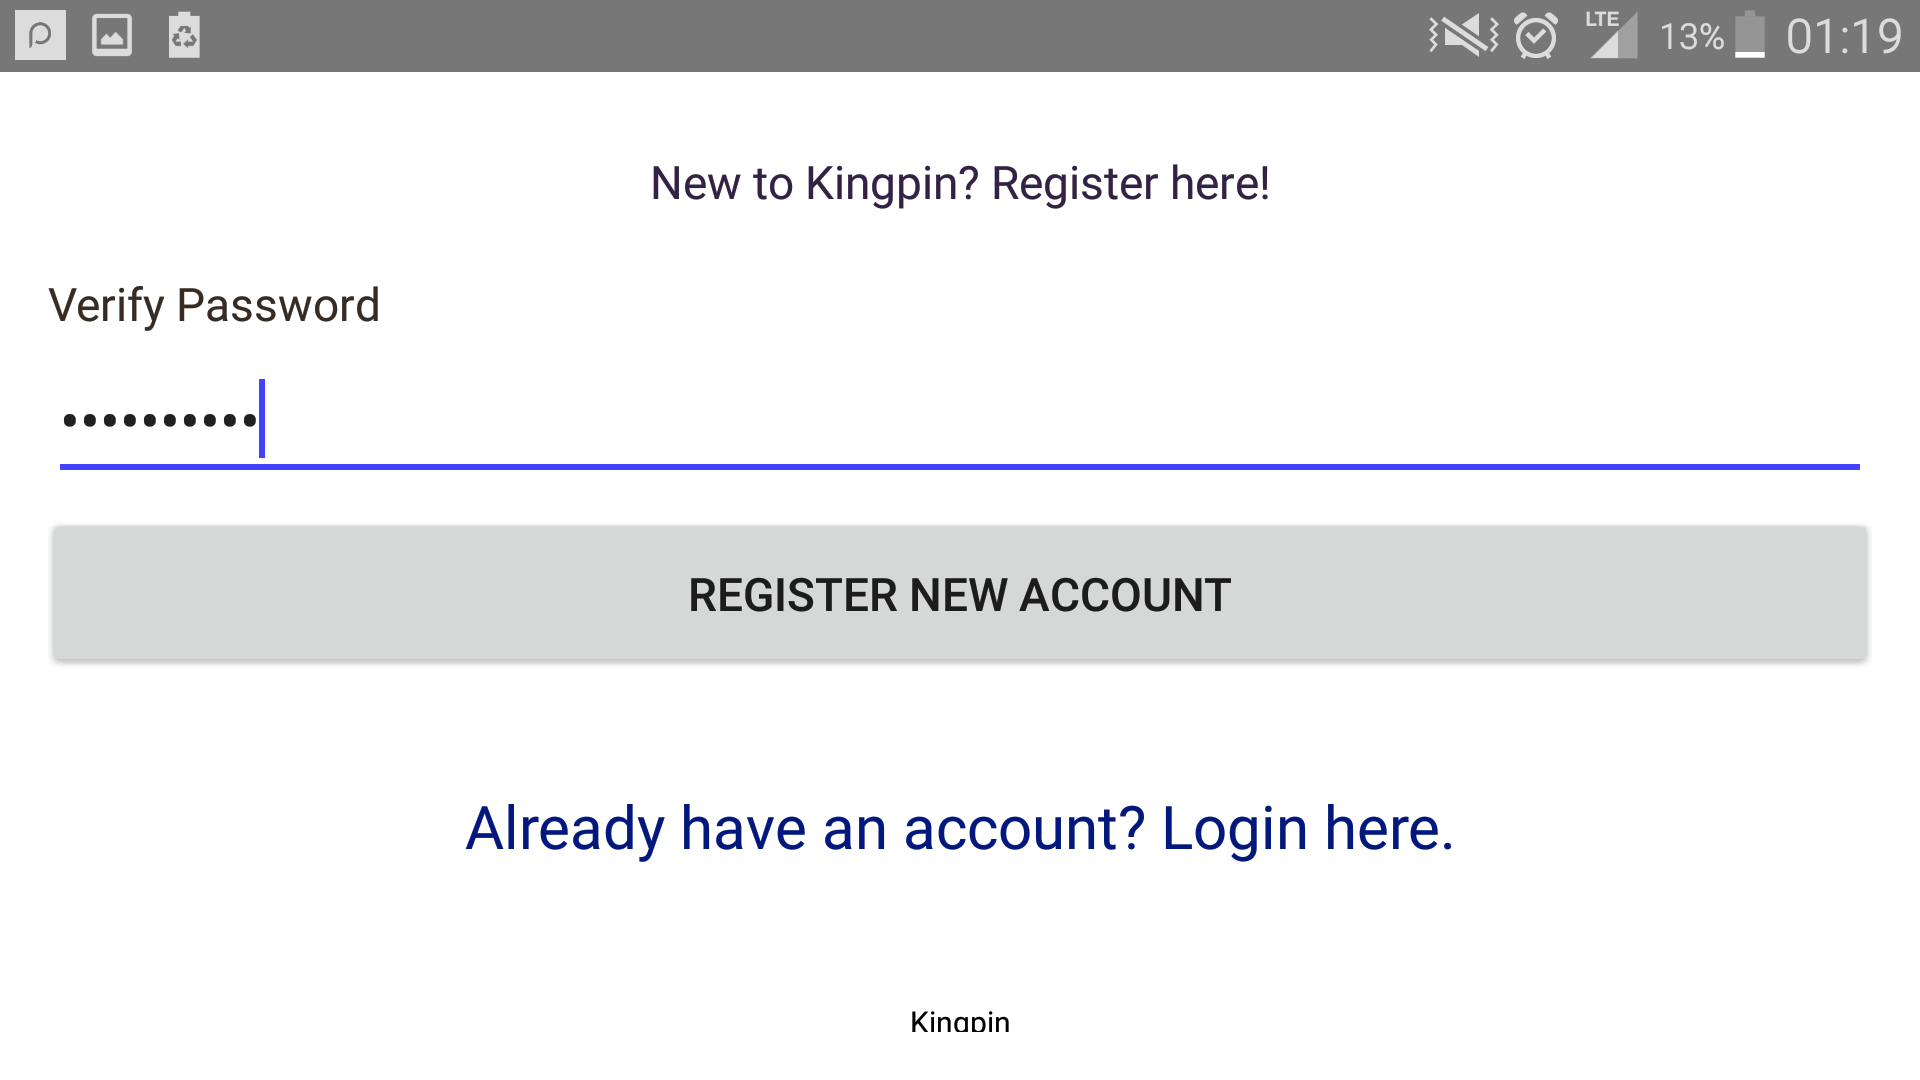 LTE 13% 01:19
New to Kingpin? Register here!
Verify Password
REGISTER NEW ACCOUNT
Already have an account? Login here.
Kingpin